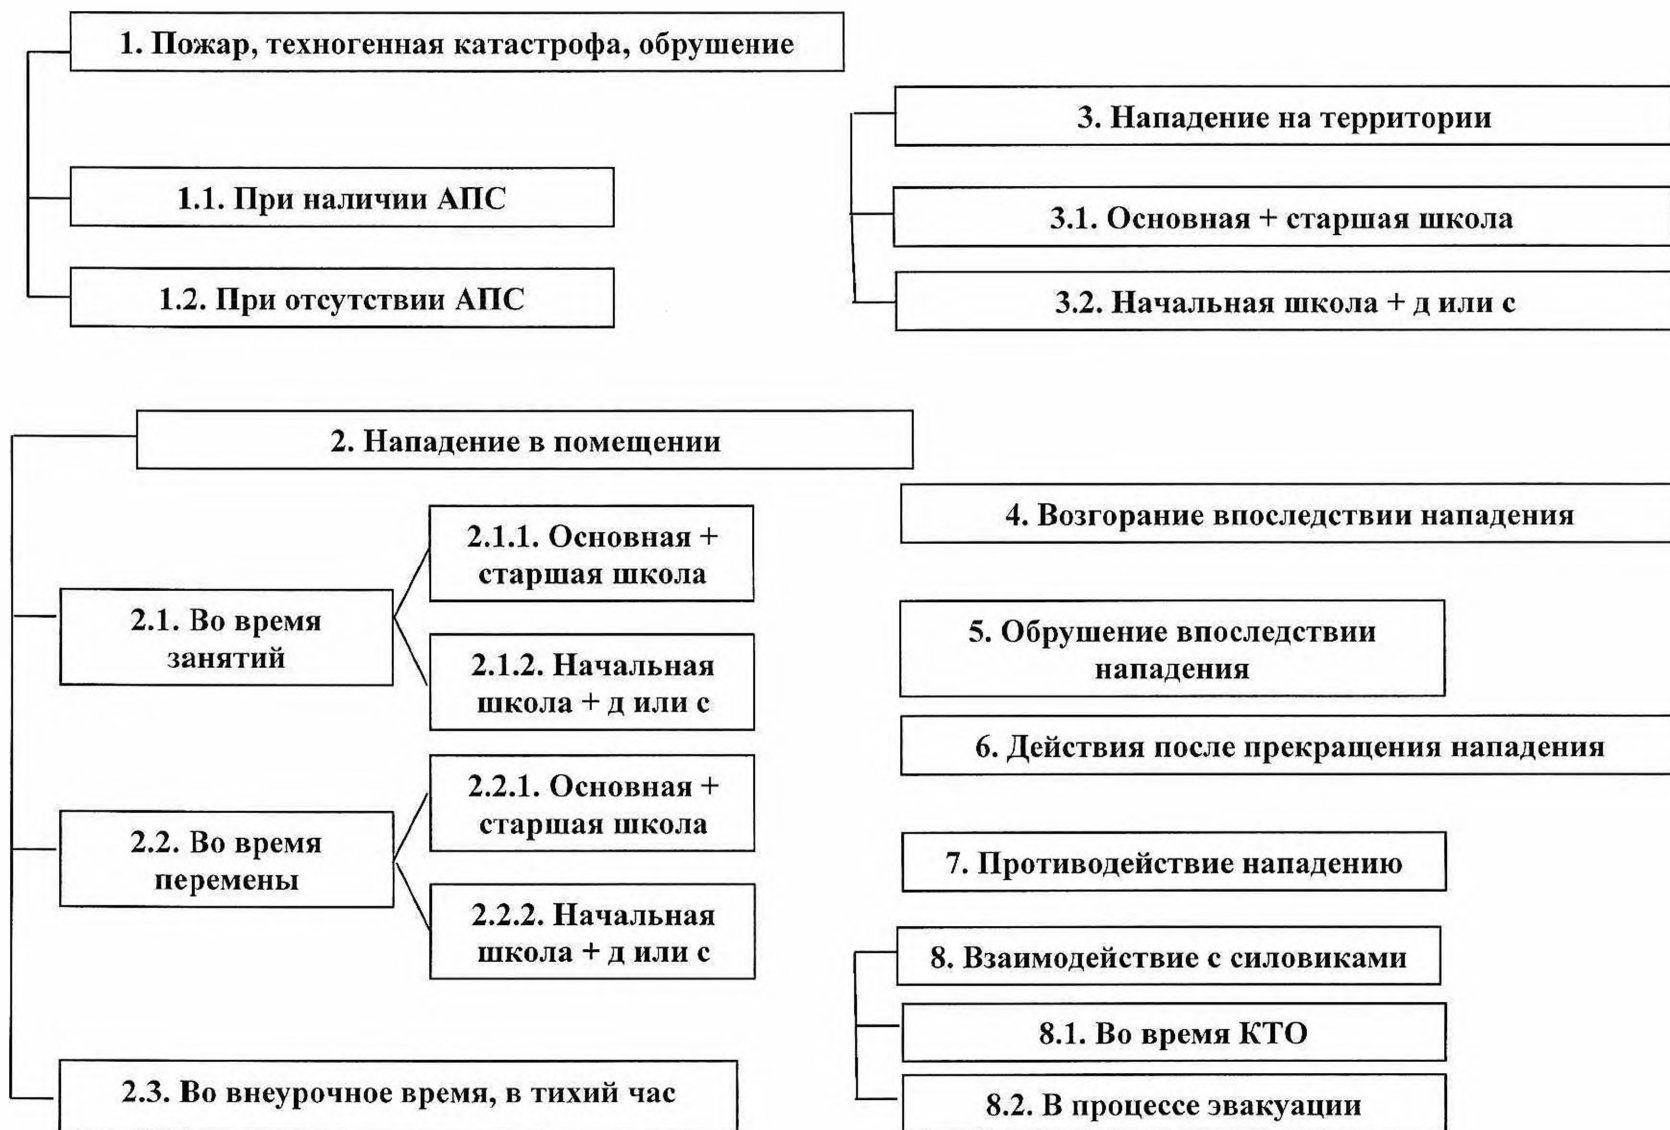 1. Пожар, техногенная катастрофа, обрушение
1.1. При наличии АПС
1.2. При отсутствии АПС
3. Нападение на территории
3.1. Основная + старшая школа
3.2. Начальная школа + д или с
2. Нападение в помещении
2.1. Во время
занятий
2.1.1. Основная +
старшая школа
2.1.2. Начальная
школа + д или с
2.2. Во время
перемены
2.2.1. Основная +
старшая школа
2.2.2. Начальная
школа + д или с
2.3. Во внеурочное время, в тихий час
4. Возгорание впоследствии нападения
5. Обрушение впоследствии
нападения
6. Действия после прекращения нападения
7. Противодействие нападению
8. Взаимодействие с силовиками
8.1. Во время КТО
8.2. В процессе эвакуации